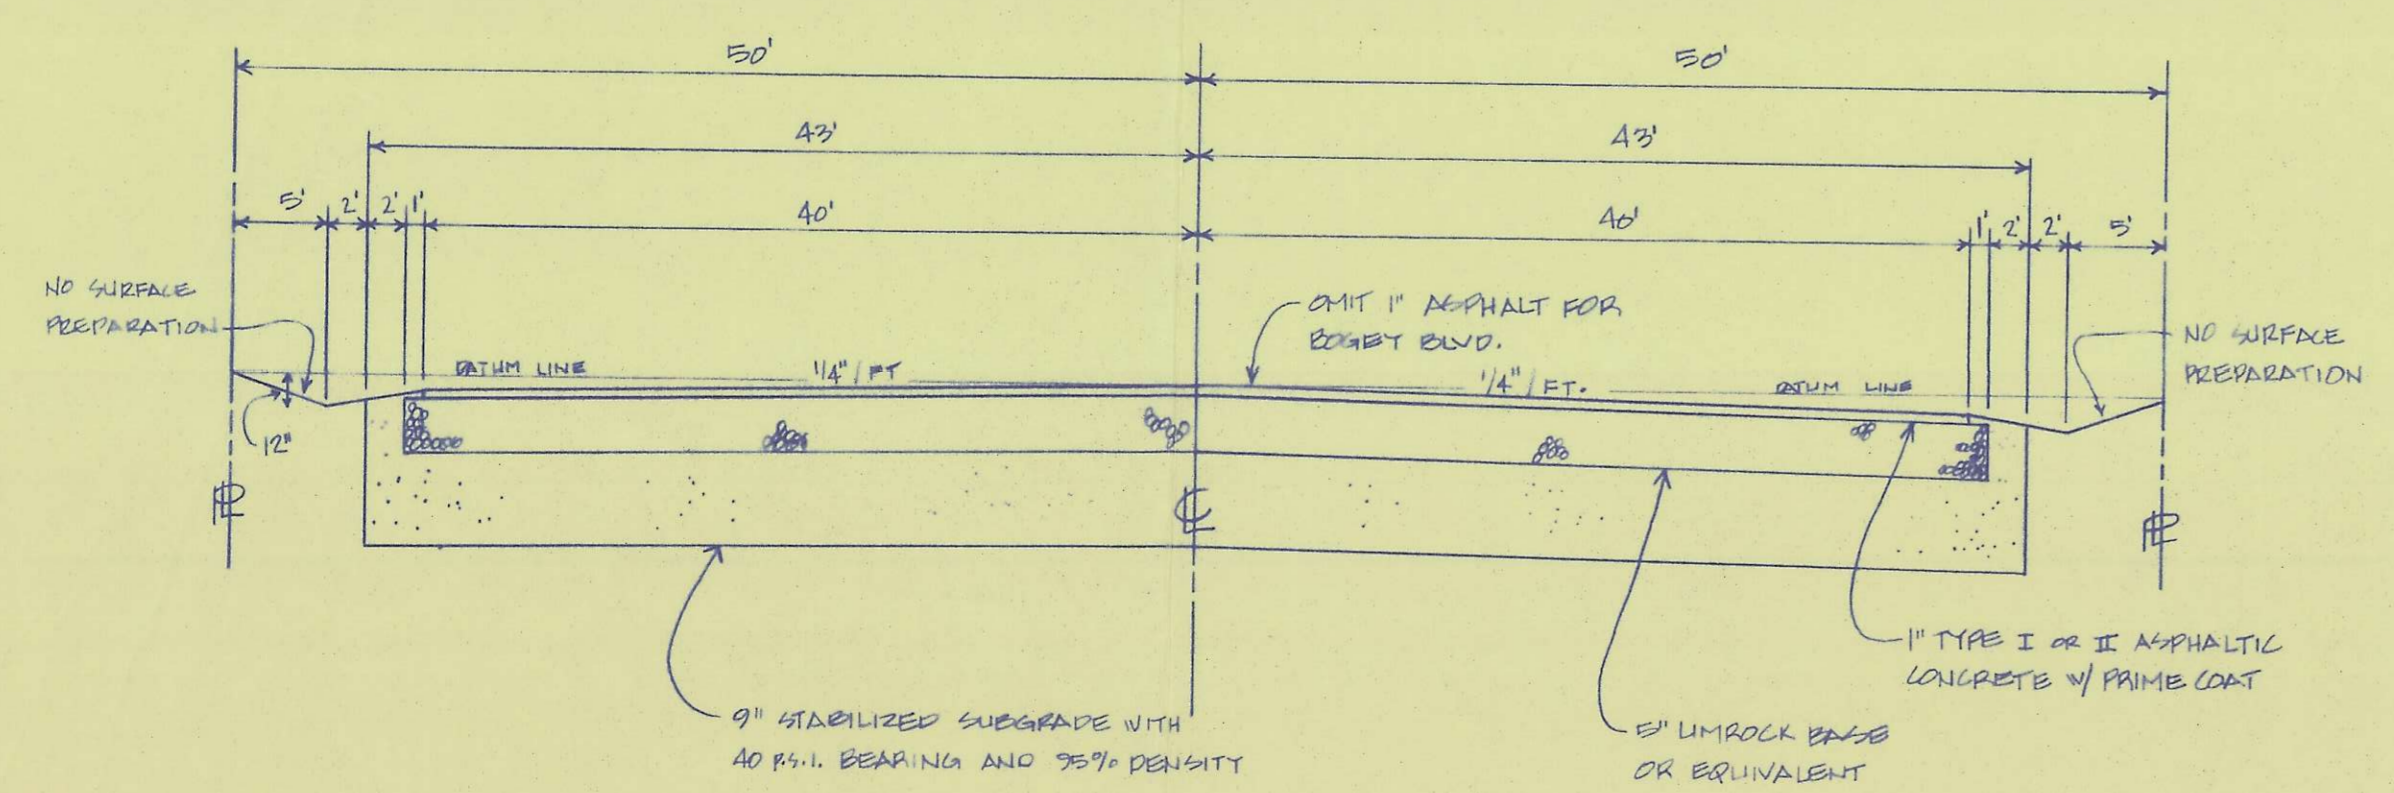 50' 50'
43' 43'
5' 2' 2' 1' 40' 40' 1' 2' 2' 5'
NO SURFACE
PREPARATION
OMIT 1" ASPHALT FOR
BOGEY BLVD.
NO SURFACE
PREPARATION
DATUM LINE 1/4"/FT 1/4"/FT. DATUM LINE
12"
PL CL PL
1" TYPE I OR II ASPHALTIC
CONCRETE W/ PRIME COAT
9" STABILIZED SUBGRADE WITH
40 P.S.I. BEARING AND 95% DENSITY
5" LIMROCK BASE
OR EQUIVALENT